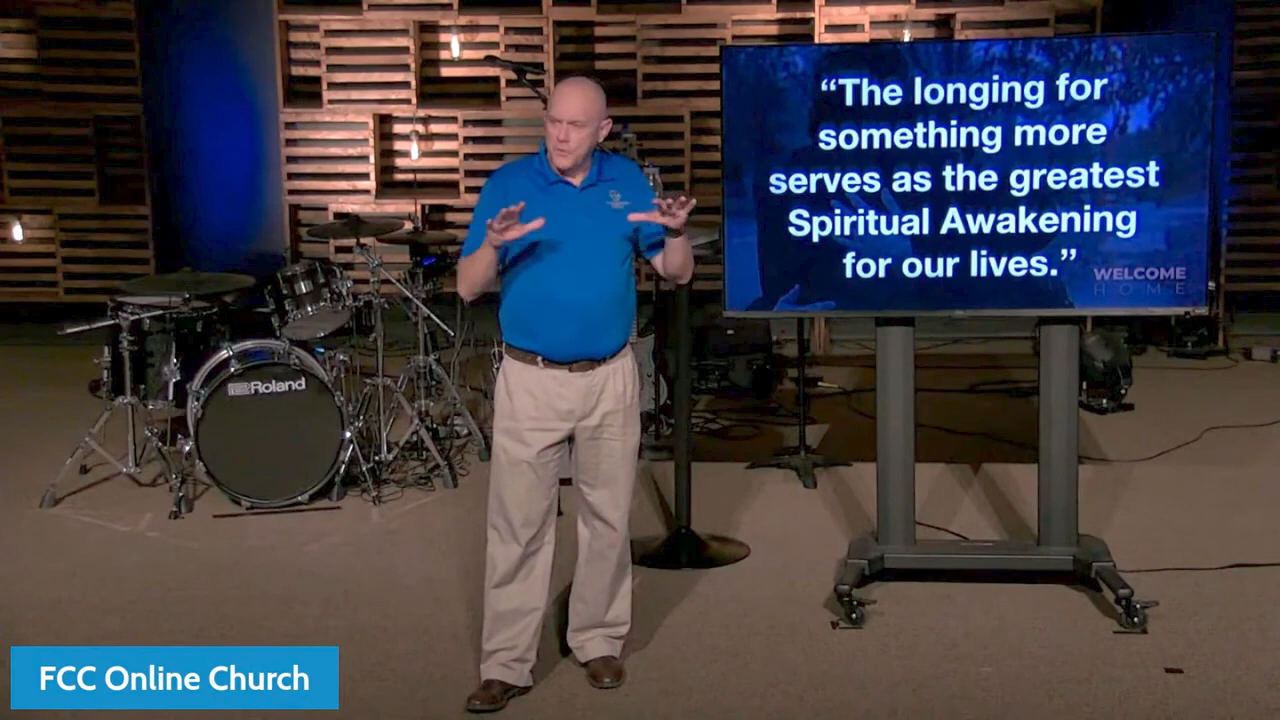 “The longing for
something more
serves as the greatest
Spiritual Awakening
for our lives.”
WELCOME
HOME
Roland
FCC Online Church